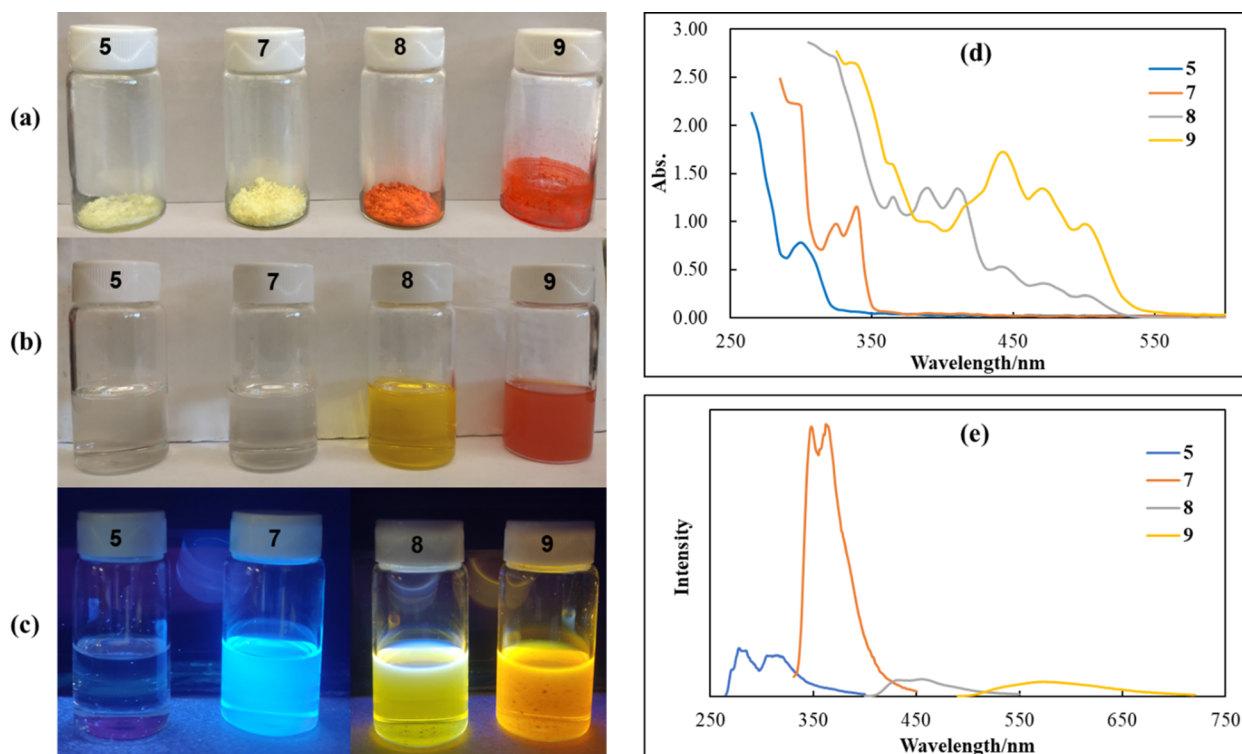 (a)
5 7 8 9
(b)
5 7 8 9
(c)
5 7 8 9
(d)
3.00
2.50
2.00
1.50
1.00
0.50
0.00
Abs.
250 350 450 550
Wavelength/nm
5
7
8
9
(e)
Intensity
250 350 450 550 650 750
Wavelength/nm
5
7
8
9